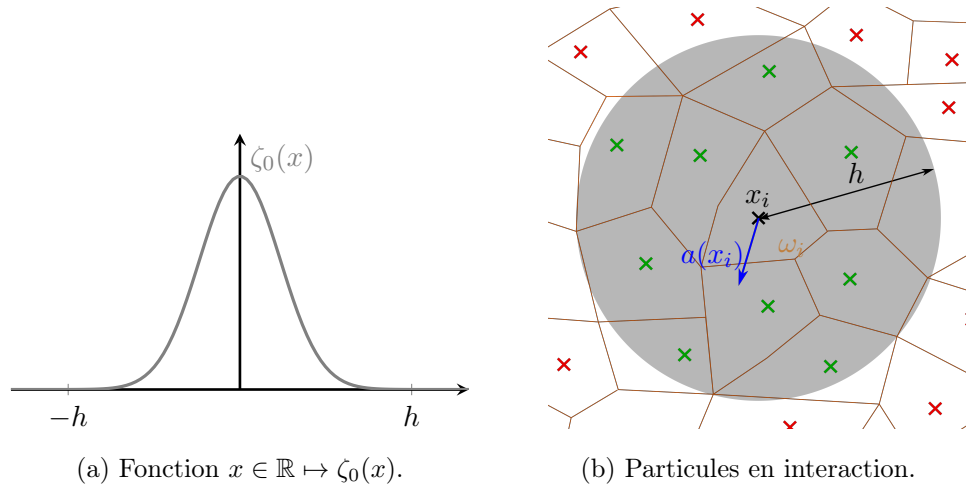 ζ₀(x)
−h
h
h
xᵢ
a(xᵢ)
ωᵢ
(a) Fonction x ∈ ℝ ↦ ζ₀(x).
(b) Particules en interaction.